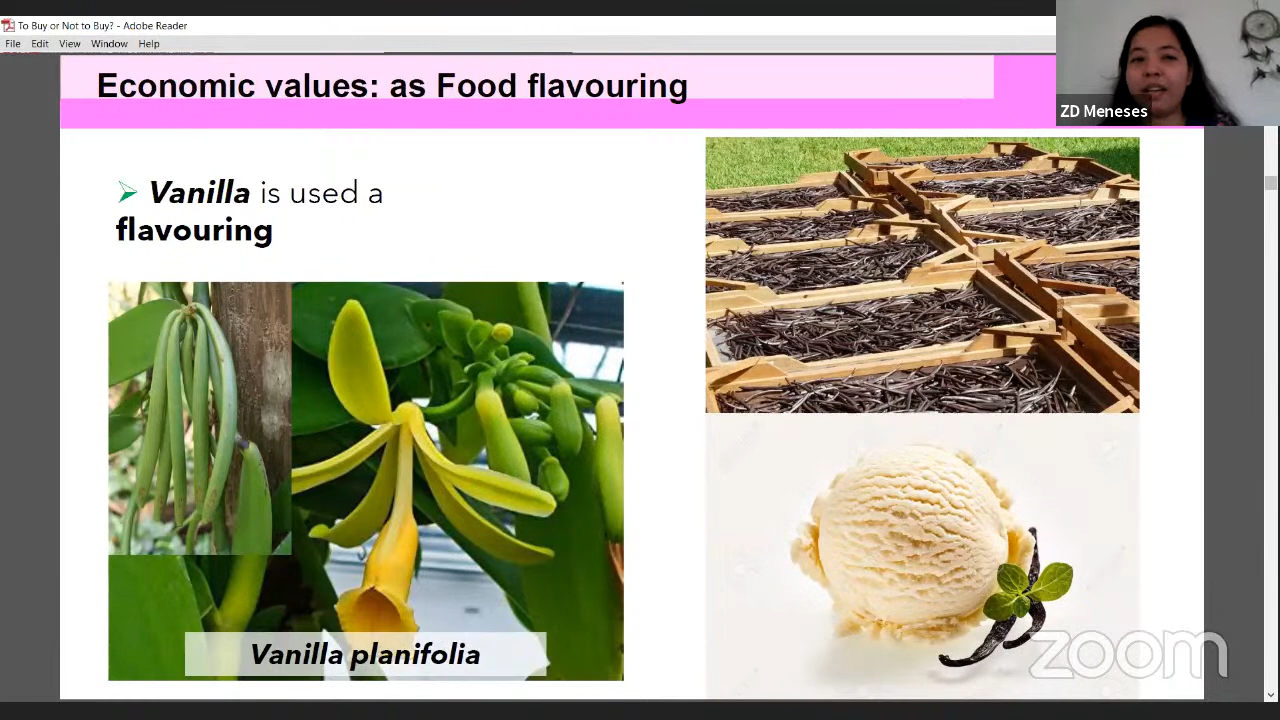 To Buy or Not to Buy? - Adobe Reader
File Edit View Window Help
Economic values: as Food flavouring
ZD Meneses
Vanilla is used a
flavouring
Vanilla planifolia
zoom